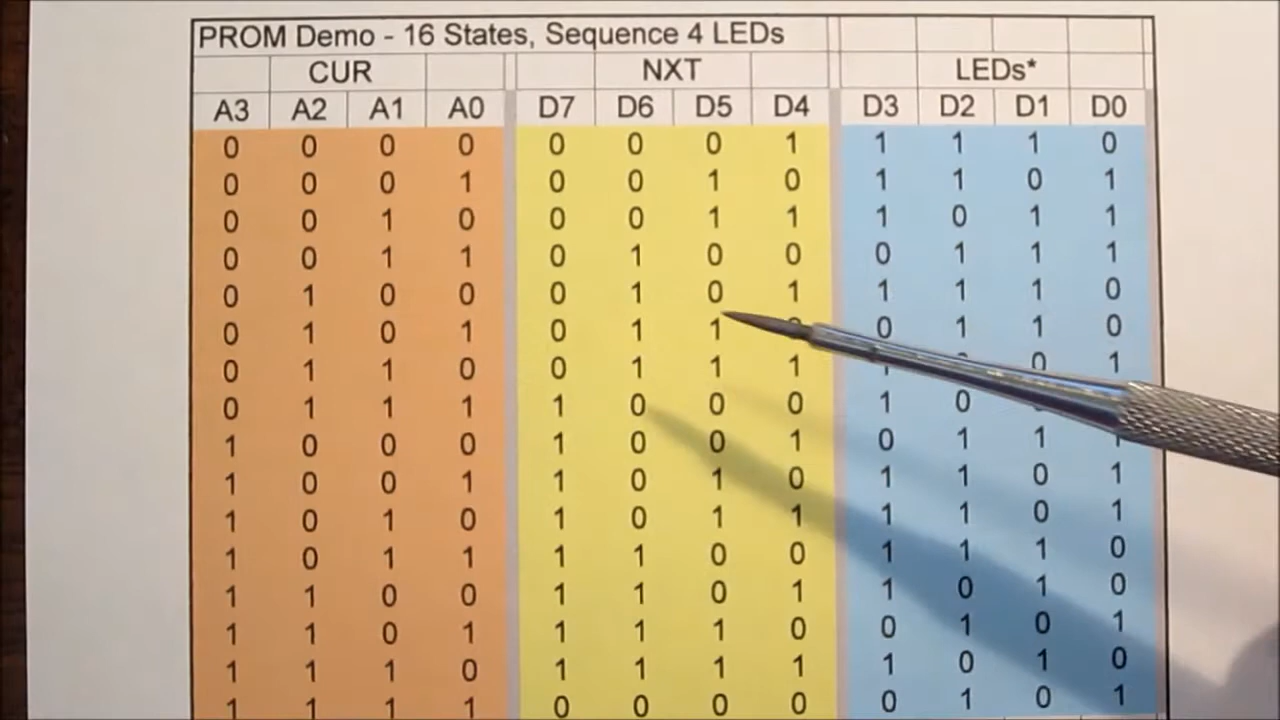 PROM Demo - 16 States, Sequence 4 LEDs
CUR NXT LEDs*
A3 A2 A1 A0 D7 D6 D5 D4 D3 D2 D1 D0
0 0 0 0 0 0 0 1 1 1 1 0
0 0 0 1 0 0 1 0 1 1 0 1
0 0 1 0 0 0 1 1 1 0 1 1
0 0 1 1 0 1 0 0 0 1 1 1
0 1 0 0 0 1 0 1 1 1 1 0
0 1 0 1 0 1 1 0 0 1 1 0
0 1 1 0 0 1 1 1 1 0 1
0 1 1 1 1 0 0 0 1 0
1 0 0 0 1 0 0 1 0 1 1 1
1 0 0 1 1 0 1 0 1 1 0 1
1 0 1 0 1 0 1 1 1 1 0 1
1 0 1 1 1 1 0 0 1 1 1 0
1 1 0 0 1 1 0 1 1 0 1 0
1 1 0 1 1 1 1 0 0 1 0 1
1 1 1 0 1 1 1 1 1 0 1 0
1 1 1 1 0 0 0 0 0 1 0 1